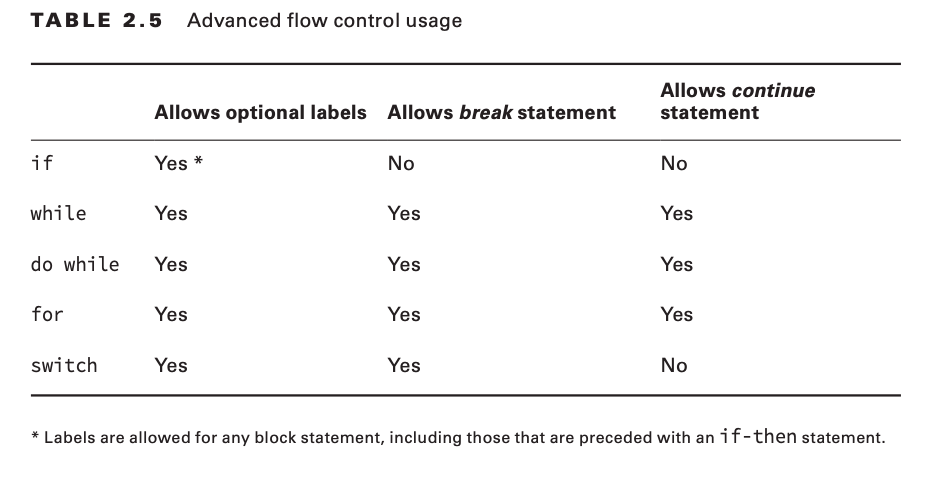 TABLE 2.5 Advanced flow control usage
Allows optional labels Allows break statement Allows continue statement
if Yes * No No
while Yes Yes Yes
do while Yes Yes Yes
for Yes Yes Yes
switch Yes Yes No
* Labels are allowed for any block statement, including those that are preceded with an if-then statement.